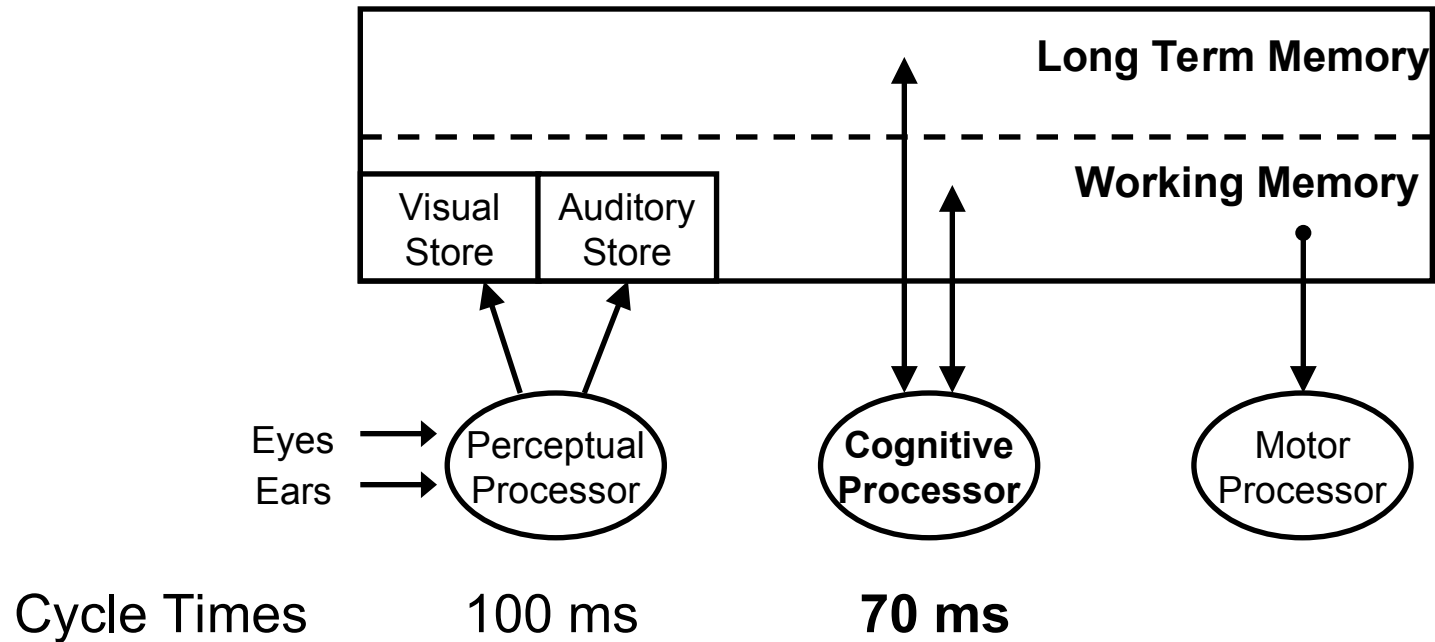 Long Term Memory
Working Memory
Visual Auditory
Store Store
Eyes
Ears
Perceptual
Processor
Cognitive
Processor
Motor
Processor
Cycle Times 100 ms 70 ms